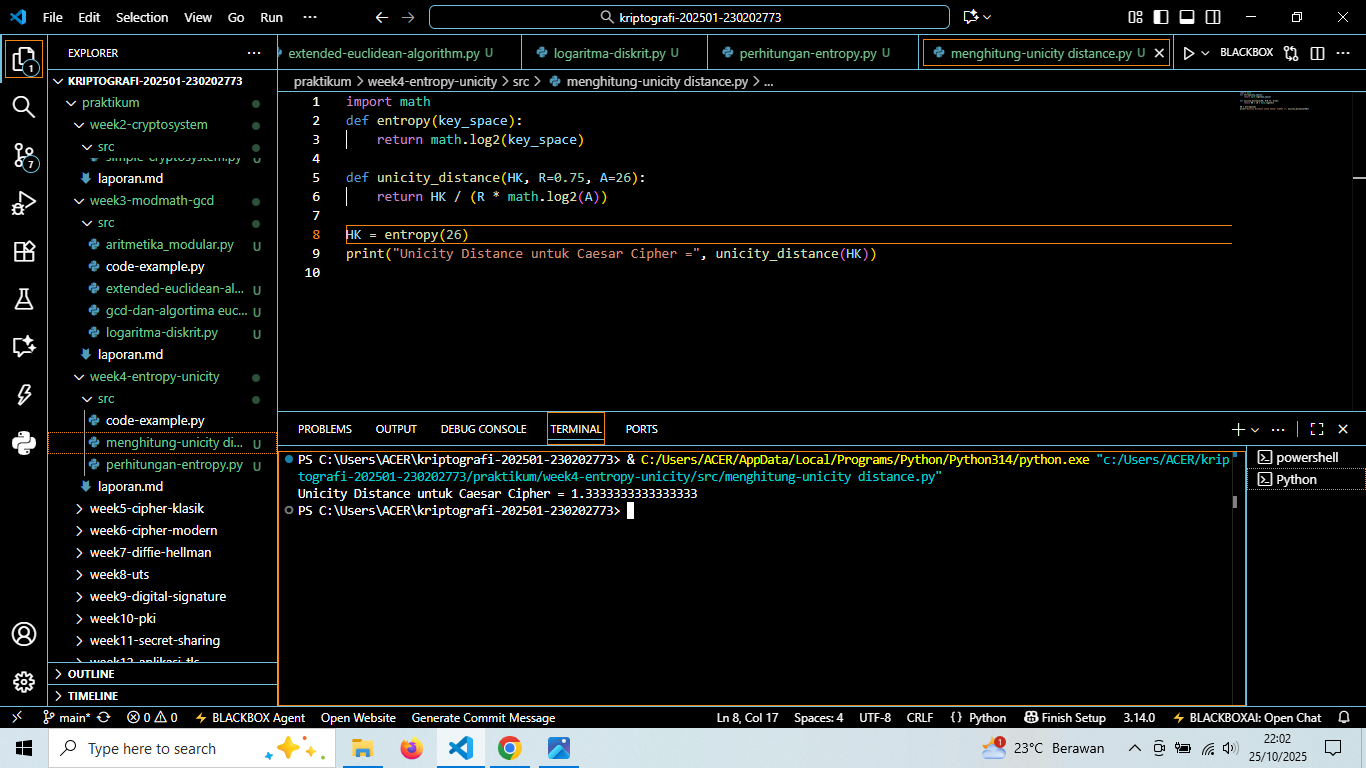 File Edit Selection View Go Run ··· kriptografi-202501-230202773
EXPLORER ···
KRIPTOGRAFI-202501-230202773
praktikum
week2-cryptosystem
src
simple-cryptosystem.py U
laporan.md
week3-modmath-gcd
src
aritmetika_modular.py U
code-example.py
extended-euclidean-al... U
gcd-dan-algortima euc... U
logaritma-diskrit.py U
laporan.md
week4-entropy-unicity
src
code-example.py
menghitung-unicity di... U
perhitungan-entropy.py U
laporan.md
week5-cipher-klasik
week6-cipher-modern
week7-diffie-hellman
week8-uts
week9-digital-signature
week10-pki
week11-secret-sharing
week12-aplikasi-tls
OUTLINE
TIMELINE
1
7
extended-euclidean-algorithm.py U logaritma-diskrit.py U perhitungan-entropy.py U menghitung-unicity distance.py U BLACKBOX ···
praktikum > week4-entropy-unicity > src > menghitung-unicity distance.py > ...
1 import math
2 def entropy(key_space):
3 return math.log2(key_space)
4
5 def unicity_distance(HK, R=0.75, A=26):
6 return HK / (R * math.log2(A))
7
8 HK = entropy(26)
9 print("Unicity Distance untuk Caesar Cipher =", unicity_distance(HK))
10
PROBLEMS OUTPUT DEBUG CONSOLE TERMINAL PORTS
PS C:\Users\ACER\kriptografi-202501-230202773> & C:/Users/ACER/AppData/Local/Programs/Python/Python314/python.exe "c:/Users/ACER/krip
tografi-202501-230202773/praktikum/week4-entropy-unicity/src/menghitung-unicity distance.py"
Unicity Distance untuk Caesar Cipher = 1.3333333333333333
PS C:\Users\ACER\kriptografi-202501-230202773>
powershell
Python
main* 0 0 BLACKBOX Agent Open Website Generate Commit Message Ln 8, Col 17 Spaces: 4 UTF-8 CRLF {} Python Finish Setup 3.14.0 BLACKBOXAI: Open Chat
Type here to search 1 23°C Berawan 22:02
25/10/2025